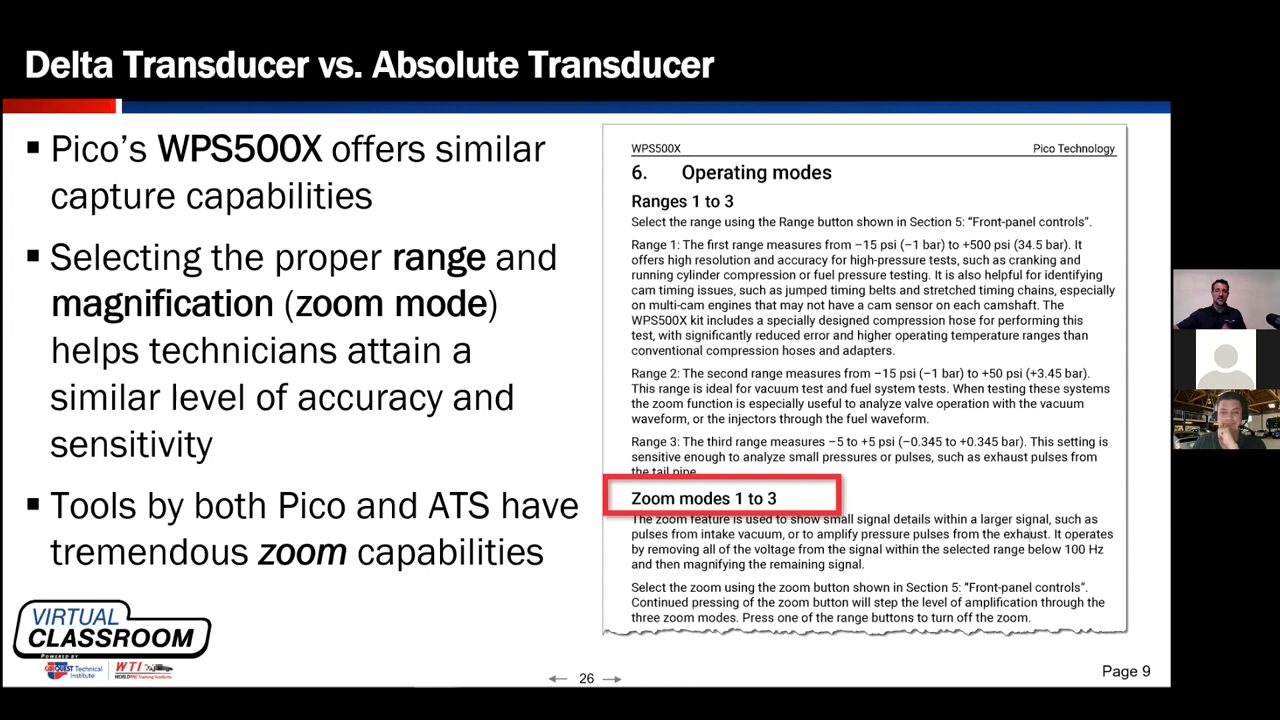 Delta Transducer vs. Absolute Transducer
▪ Pico’s WPS500X offers similar
capture capabilities
▪ Selecting the proper range and
magnification (zoom mode)
helps technicians attain a
similar level of accuracy and
sensitivity
▪ Tools by both Pico and ATS have
tremendous zoom capabilities
WPS500X Pico Technology
6. Operating modes
Ranges 1 to 3
Select the range using the Range button shown in Section 5: “Front-panel controls”.
Range 1: The first range measures from −15 psi (−1 bar) to +500 psi (34.5 bar). It
offers high resolution and accuracy for high-pressure tests, such as cranking and
running cylinder compression or fuel pressure testing. It is also helpful for identifying
cam timing issues, such as jumped timing belts and stretched timing chains, especially
on multi-cam engines that may not have a cam sensor on each camshaft. The
WPS500X kit includes a specially designed compression hose for performing this
test, with significantly reduced error and higher operating temperature ranges than
conventional compression hoses and adapters.
Range 2: The second range measures from −15 psi (−1 bar) to +50 psi (+3.45 bar).
This range is ideal for vacuum test and fuel system tests. When testing these systems
the zoom function is especially useful to analyze valve operation with the vacuum
waveform, or the injectors through the fuel waveform.
Range 3: The third range measures −5 to +5 psi (−0.345 to +0.345 bar). This setting is
sensitive enough to analyze small pressures or pulses, such as exhaust pulses from
the tail pipe
Zoom modes 1 to 3
The zoom feature is used to show small signal details within a larger signal, such as
pulses from intake vacuum, or to amplify pressure pulses from the exhaust. It operates
by removing all of the voltage from the signal within the selected range below 100 Hz
and then magnifying the remaining signal.
Select the zoom using the zoom button shown in Section 5: “Front-panel controls”.
Continued pressing of the zoom button will step the level of amplification through the
three zoom modes. Press one of the range buttons to turn off the zoom.
VIRTUAL
CLASSROOM
POWERED BY
CARQUEST Technical
Institute
WTI
WORLDPAC Training Institute
26
Page 9